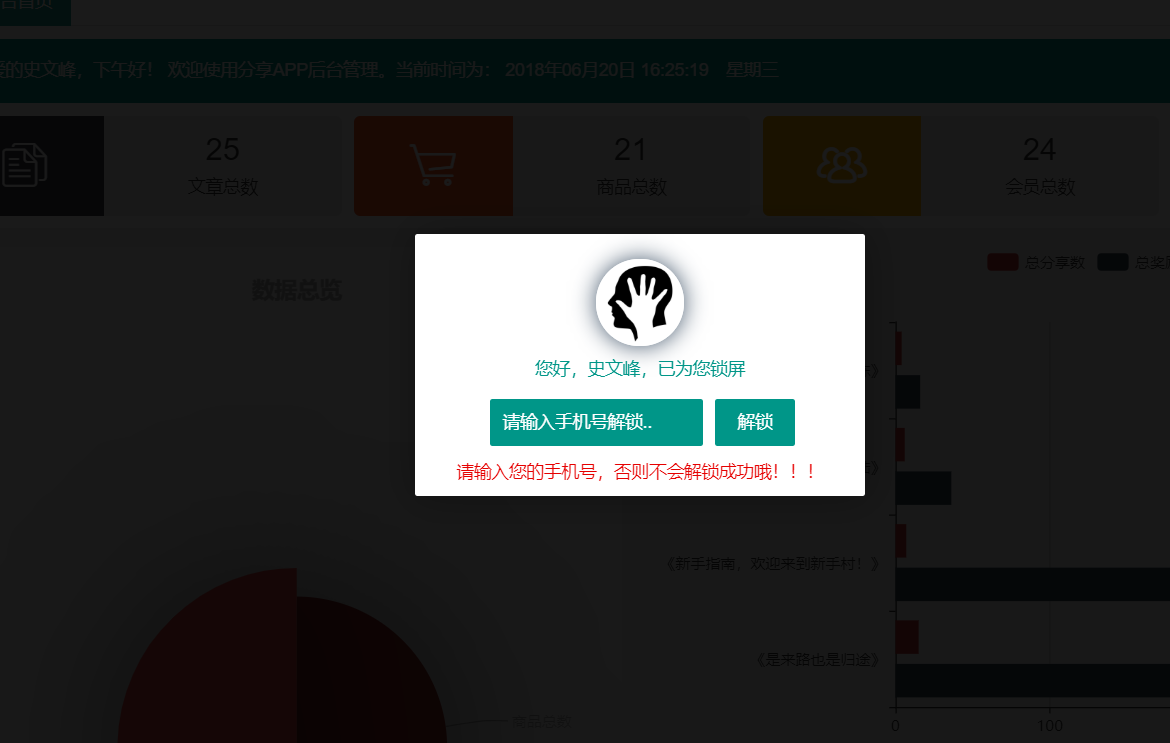 台首页
爱的史文峰，下午好！ 欢迎使用分享APP后台管理。当前时间为： 2018年06月20日 16:25:19 星期三
25
文章总数
21
商品总数
24
会员总数
数据总览
总分享数
您好，史文峰，已为您锁屏
请输入手机号解锁..
解锁
请输入您的手机号，否则不会解锁成功哦！！！
《新手指南，欢迎来到新手村！》
《是来路也是归途》
商品总数
0
100